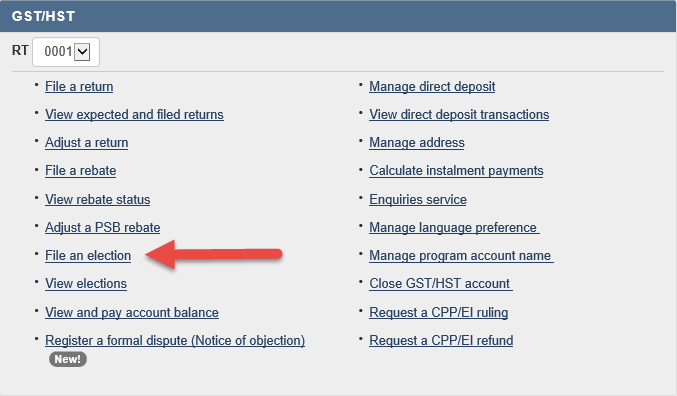 GST/HST
RT 0001
File a return
View expected and filed returns
Adjust a return
File a rebate
View rebate status
Adjust a PSB rebate
File an election
View elections
View and pay account balance
Register a formal dispute (Notice of objection)
New!
Manage direct deposit
View direct deposit transactions
Manage address
Calculate instalment payments
Enquiries service
Manage language preference
Manage program account name
Close GST/HST account
Request a CPP/EI ruling
Request a CPP/EI refund